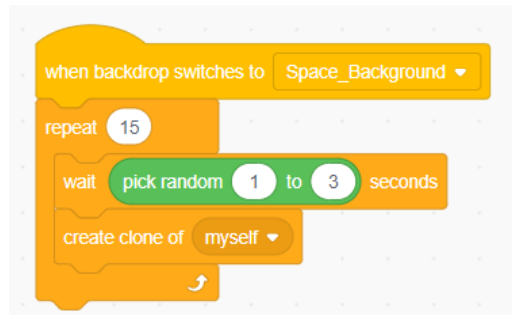 when backdrop switches to Space_Background
repeat 15
wait pick random 1 to 3 seconds
create clone of myself